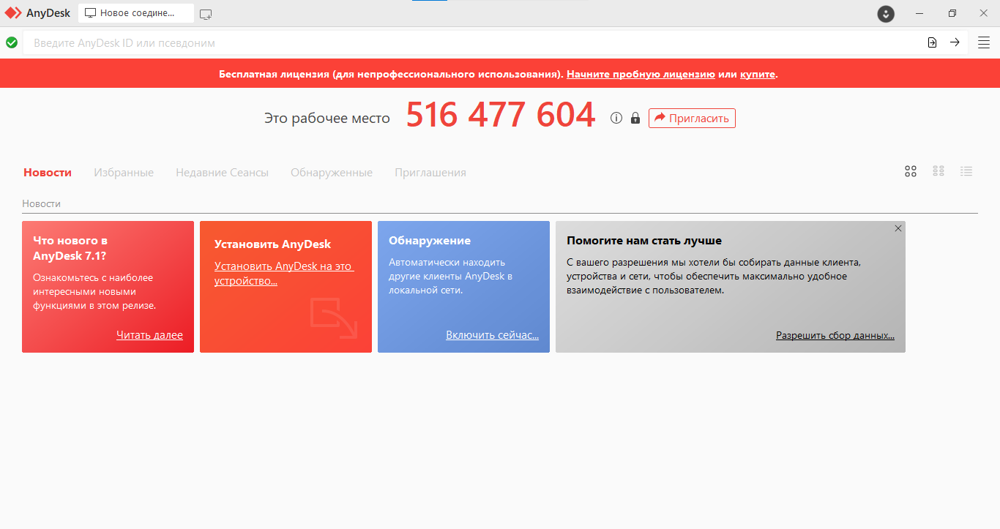 AnyDesk
Новое соедине...
Введите AnyDesk ID или псевдоним
Бесплатная лицензия (для непрофессионального использования). Начните пробную лицензию или купите.
Это рабочее место 516 477 604 Пригласить
Новости Избранные Недавние Сеансы Обнаруженные Приглашения
Новости
Что нового в
AnyDesk 7.1?
Ознакомьтесь с наиболее
интересными новыми
функциями в этом релизе.
Читать далее
Установить AnyDesk
Установить AnyDesk на это
устройство...
Обнаружение
Автоматически находить
другие клиенты AnyDesk в
локальной сети.
Включить сейчас...
Помогите нам стать лучше
С вашего разрешения мы хотели бы собирать данные клиента,
устройства и сети, чтобы обеспечить максимально удобное
взаимодействие с пользователем.
Разрешить сбор данных...